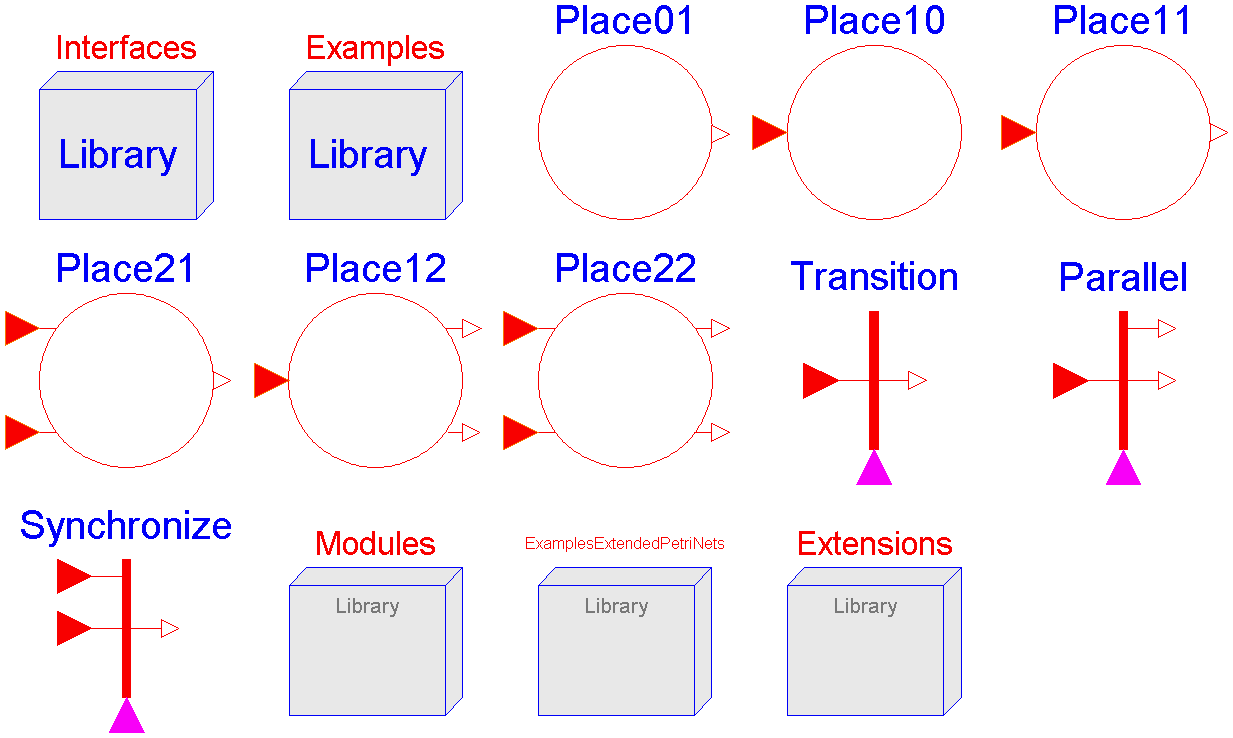 Interfaces
Library
Examples
Library
Place01
Place10
Place11
Place21
Place12
Place22
Transition
Parallel
Synchronize
Modules
Library
ExamplesExtendedPetriNets
Library
Extensions
Library